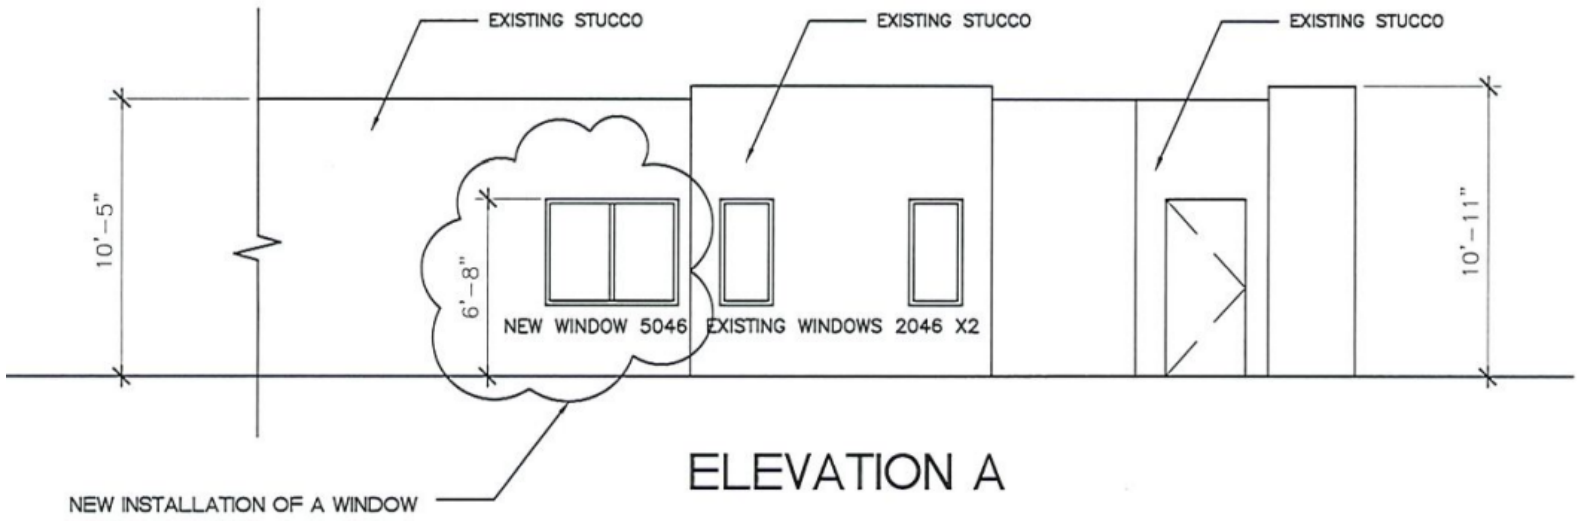 EXISTING STUCCO
EXISTING STUCCO
EXISTING STUCCO
10'-5"
6'-8"
10'-11"
NEW WINDOW 5046
EXISTING WINDOWS 2046 X2
ELEVATION A
NEW INSTALLATION OF A WINDOW